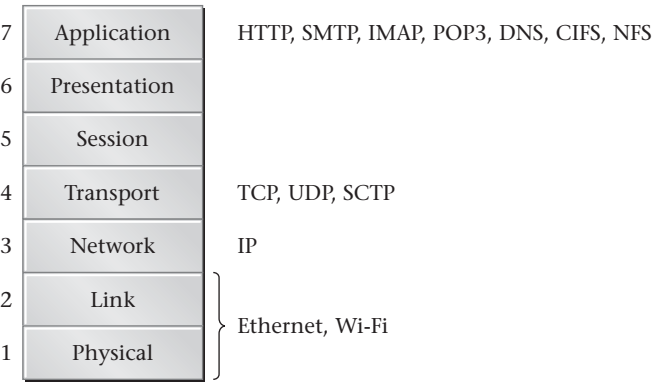 7 Application HTTP, SMTP, IMAP, POP3, DNS, CIFS, NFS
6 Presentation
5 Session
4 Transport TCP, UDP, SCTP
3 Network IP
2 Link
Ethernet, Wi-Fi
1 Physical